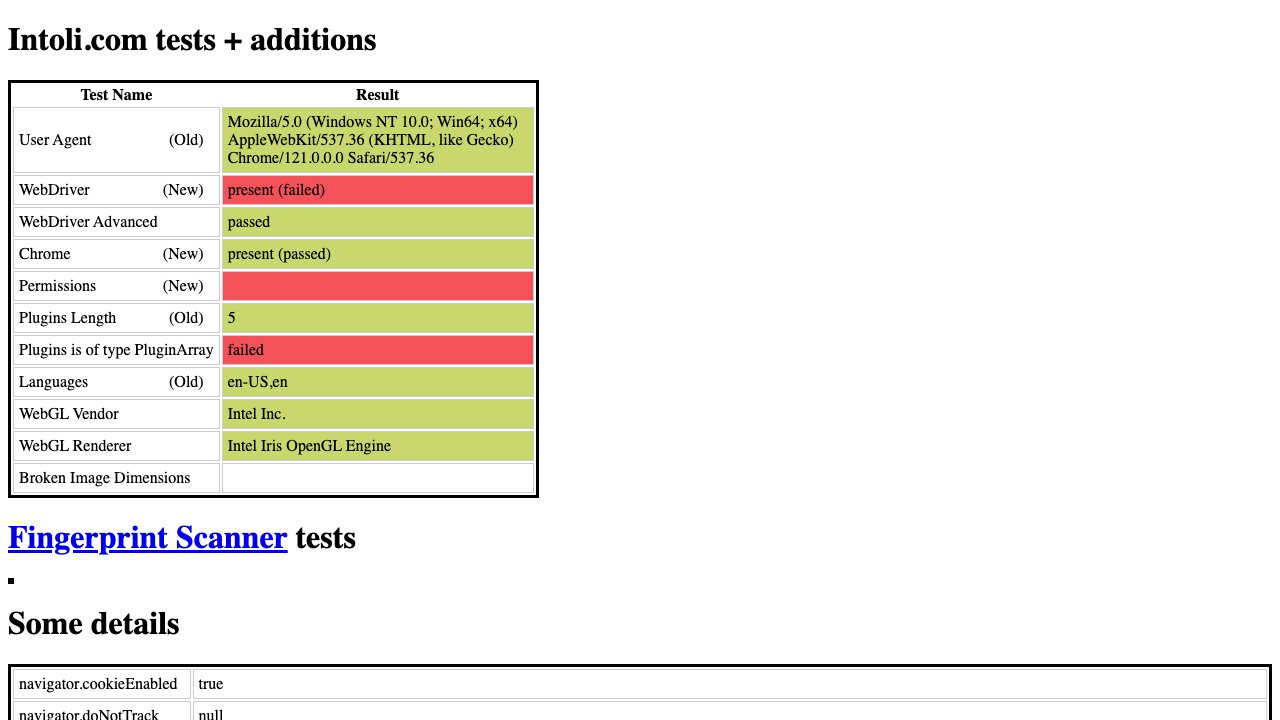 Intoli.com tests + additions
Test Name Result
User Agent (Old) Mozilla/5.0 (Windows NT 10.0; Win64; x64)
AppleWebKit/537.36 (KHTML, like Gecko)
Chrome/121.0.0.0 Safari/537.36
WebDriver (New) present (failed)
WebDriver Advanced passed
Chrome (New) present (passed)
Permissions (New)
Plugins Length (Old) 5
Plugins is of type PluginArray failed
Languages (Old) en-US,en
WebGL Vendor Intel Inc.
WebGL Renderer Intel Iris OpenGL Engine
Broken Image Dimensions
Fingerprint Scanner tests
Some details
navigator.cookieEnabled true
navigator.doNotTrack null